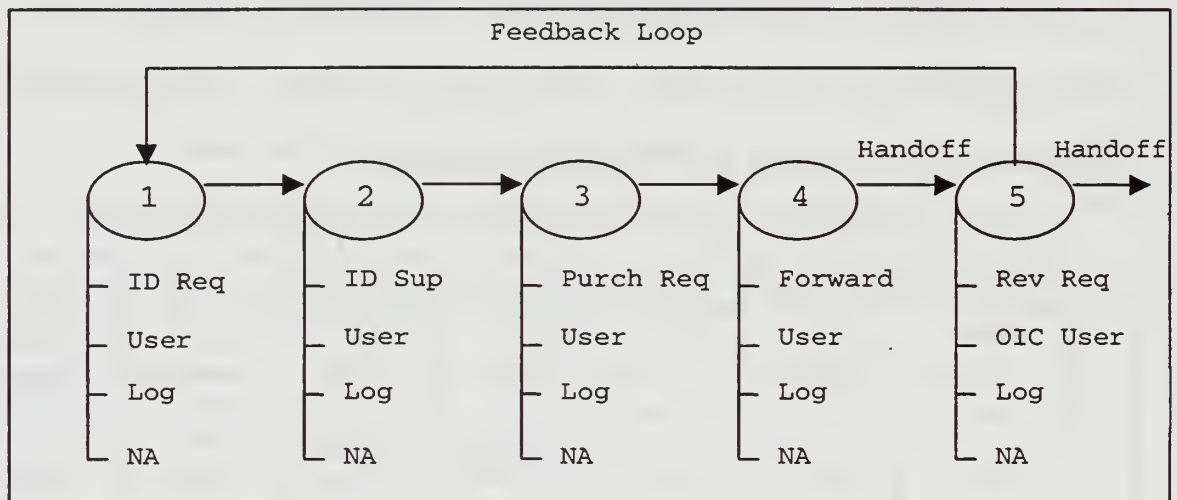 Feedback Loop
Handoff Handoff
1 2 3 4 5
ID Req ID Sup Purch Req Forward Rev Req
User User User User OIC User
Log Log Log Log Log
NA NA NA NA NA